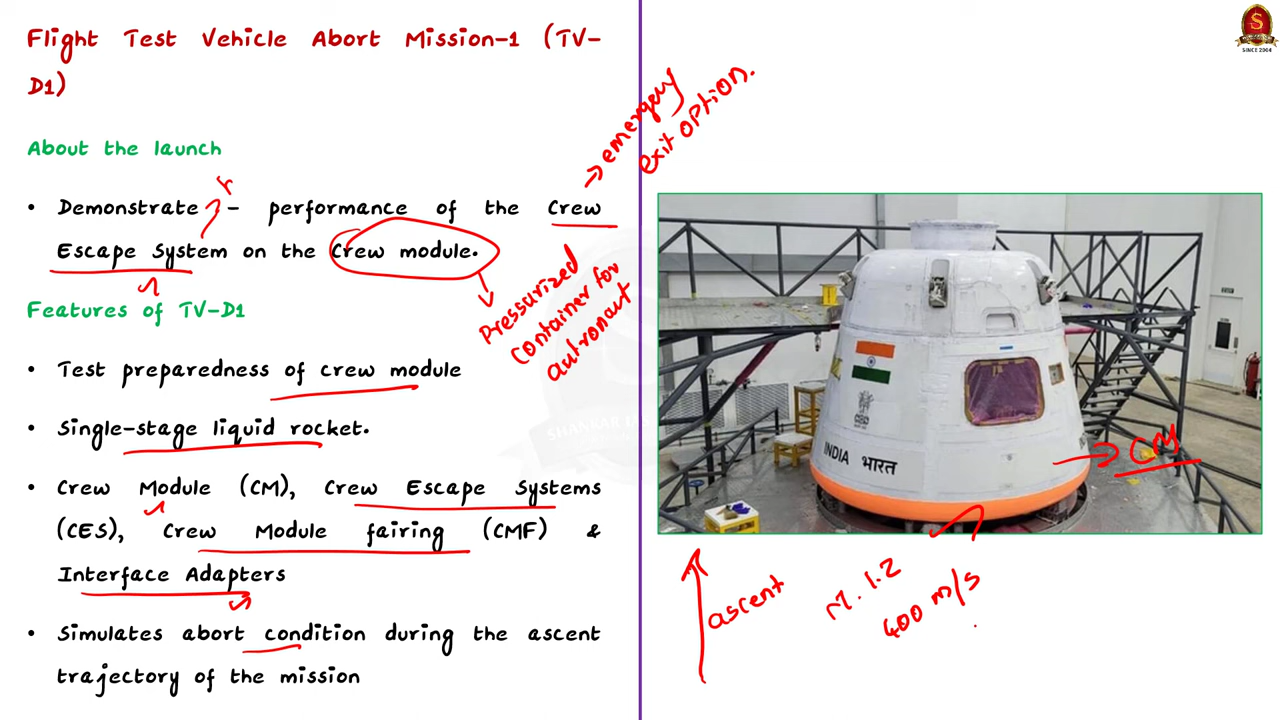 Flight Test Vehicle Abort Mission-1 (TV-
D1)
About the launch
• Demonstrate - performance of the Crew
Escape System on the Crew module.
Features of TV-D1
• Test preparedness of crew module
• Single-stage liquid rocket.
• Crew Module (CM), Crew Escape Systems
(CES), Crew Module fairing (CMF) &
Interface Adapters
• Simulates abort condition during the ascent
trajectory of the mission
→ emergency
exit option.
Pressurized
container for
autronaut
SINCE 2004
INDIA भारत
→ CM
ascent
M. 1.2
400 m/s